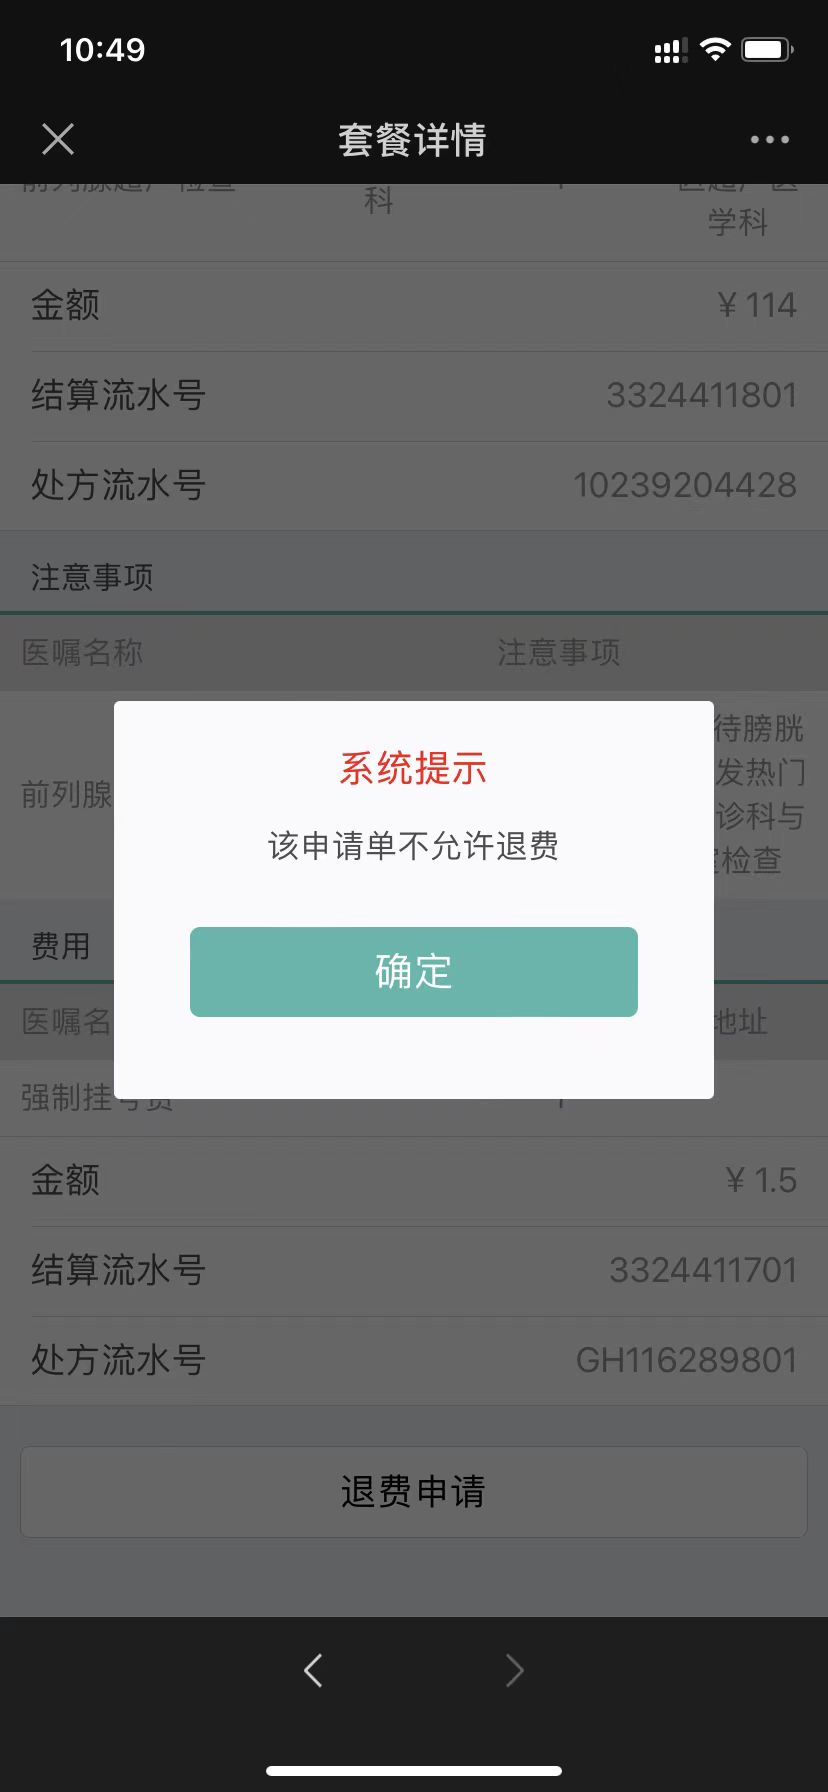 10:49
套餐详情
科
学科
金额
¥ 114
结算流水号
3324411801
处方流水号
10239204428
注意事项
医嘱名称
注意事项
待膀胱
前列腺
发热门
诊科与
检查
系统提示
该申请单不允许退费
确定
费用
医嘱名
地址
强制挂号费
金额
¥ 1.5
结算流水号
3324411701
处方流水号
GH116289801
退费申请